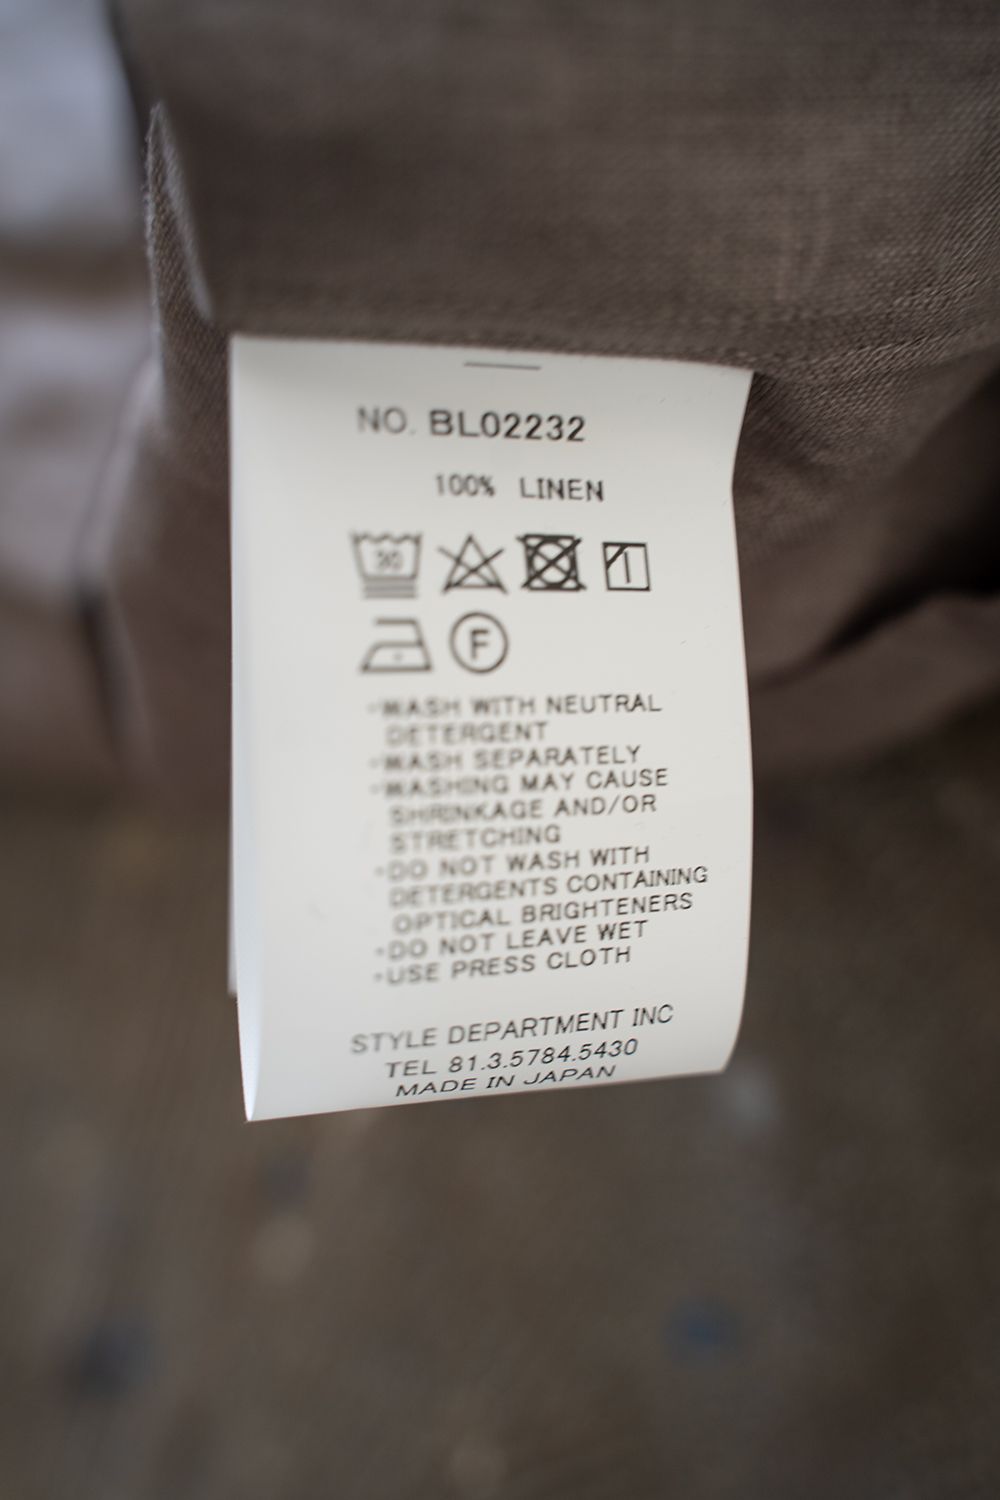 NO. BL02232
100% LINEN
30
F
・WASH WITH NEUTRAL
DETERGENT
・WASH SEPARATELY
・WASHING MAY CAUSE
SHRINKAGE AND/OR
STRETCHING
・DO NOT WASH WITH
DETERGENTS CONTAINING
OPTICAL BRIGHTENERS
・DO NOT LEAVE WET
・USE PRESS CLOTH
STYLE DEPARTMENT INC
TEL 81.3.5784.5430
MADE IN JAPAN